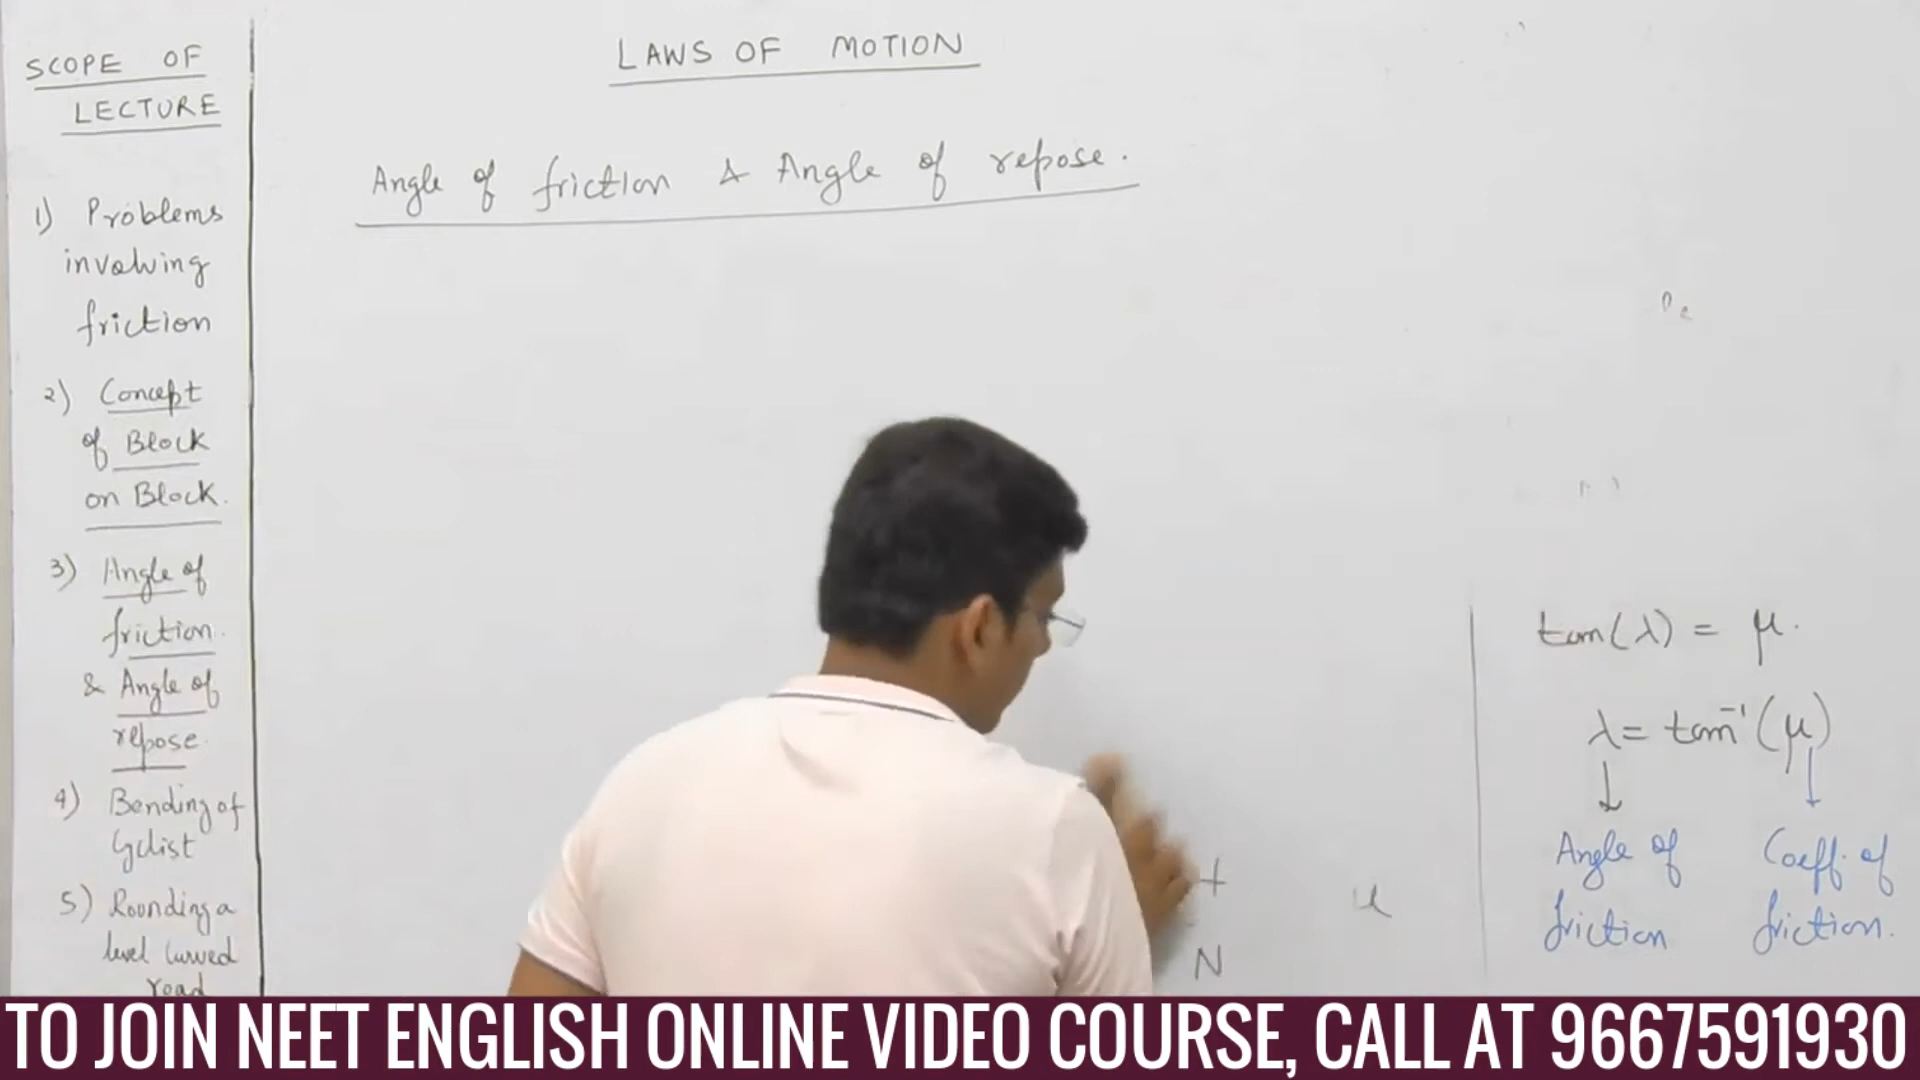 SCOPE OF
LECTURE
1) Problems
involving
friction
2) Concept
of Block
on Block.
3) Angle of
friction.
& Angle of
repose.
4) Bending of
Cyclist
5) Rounding a
level curved
road
LAWS OF MOTION
Angle of friction & Angle of repose.
N
μ
tan(λ) = μ.
λ = tan⁻¹(μ)
↓ ↓
Angle of
friction
Coeff. of
friction.
TO JOIN NEET ENGLISH ONLINE VIDEO COURSE, CALL AT 9667591930